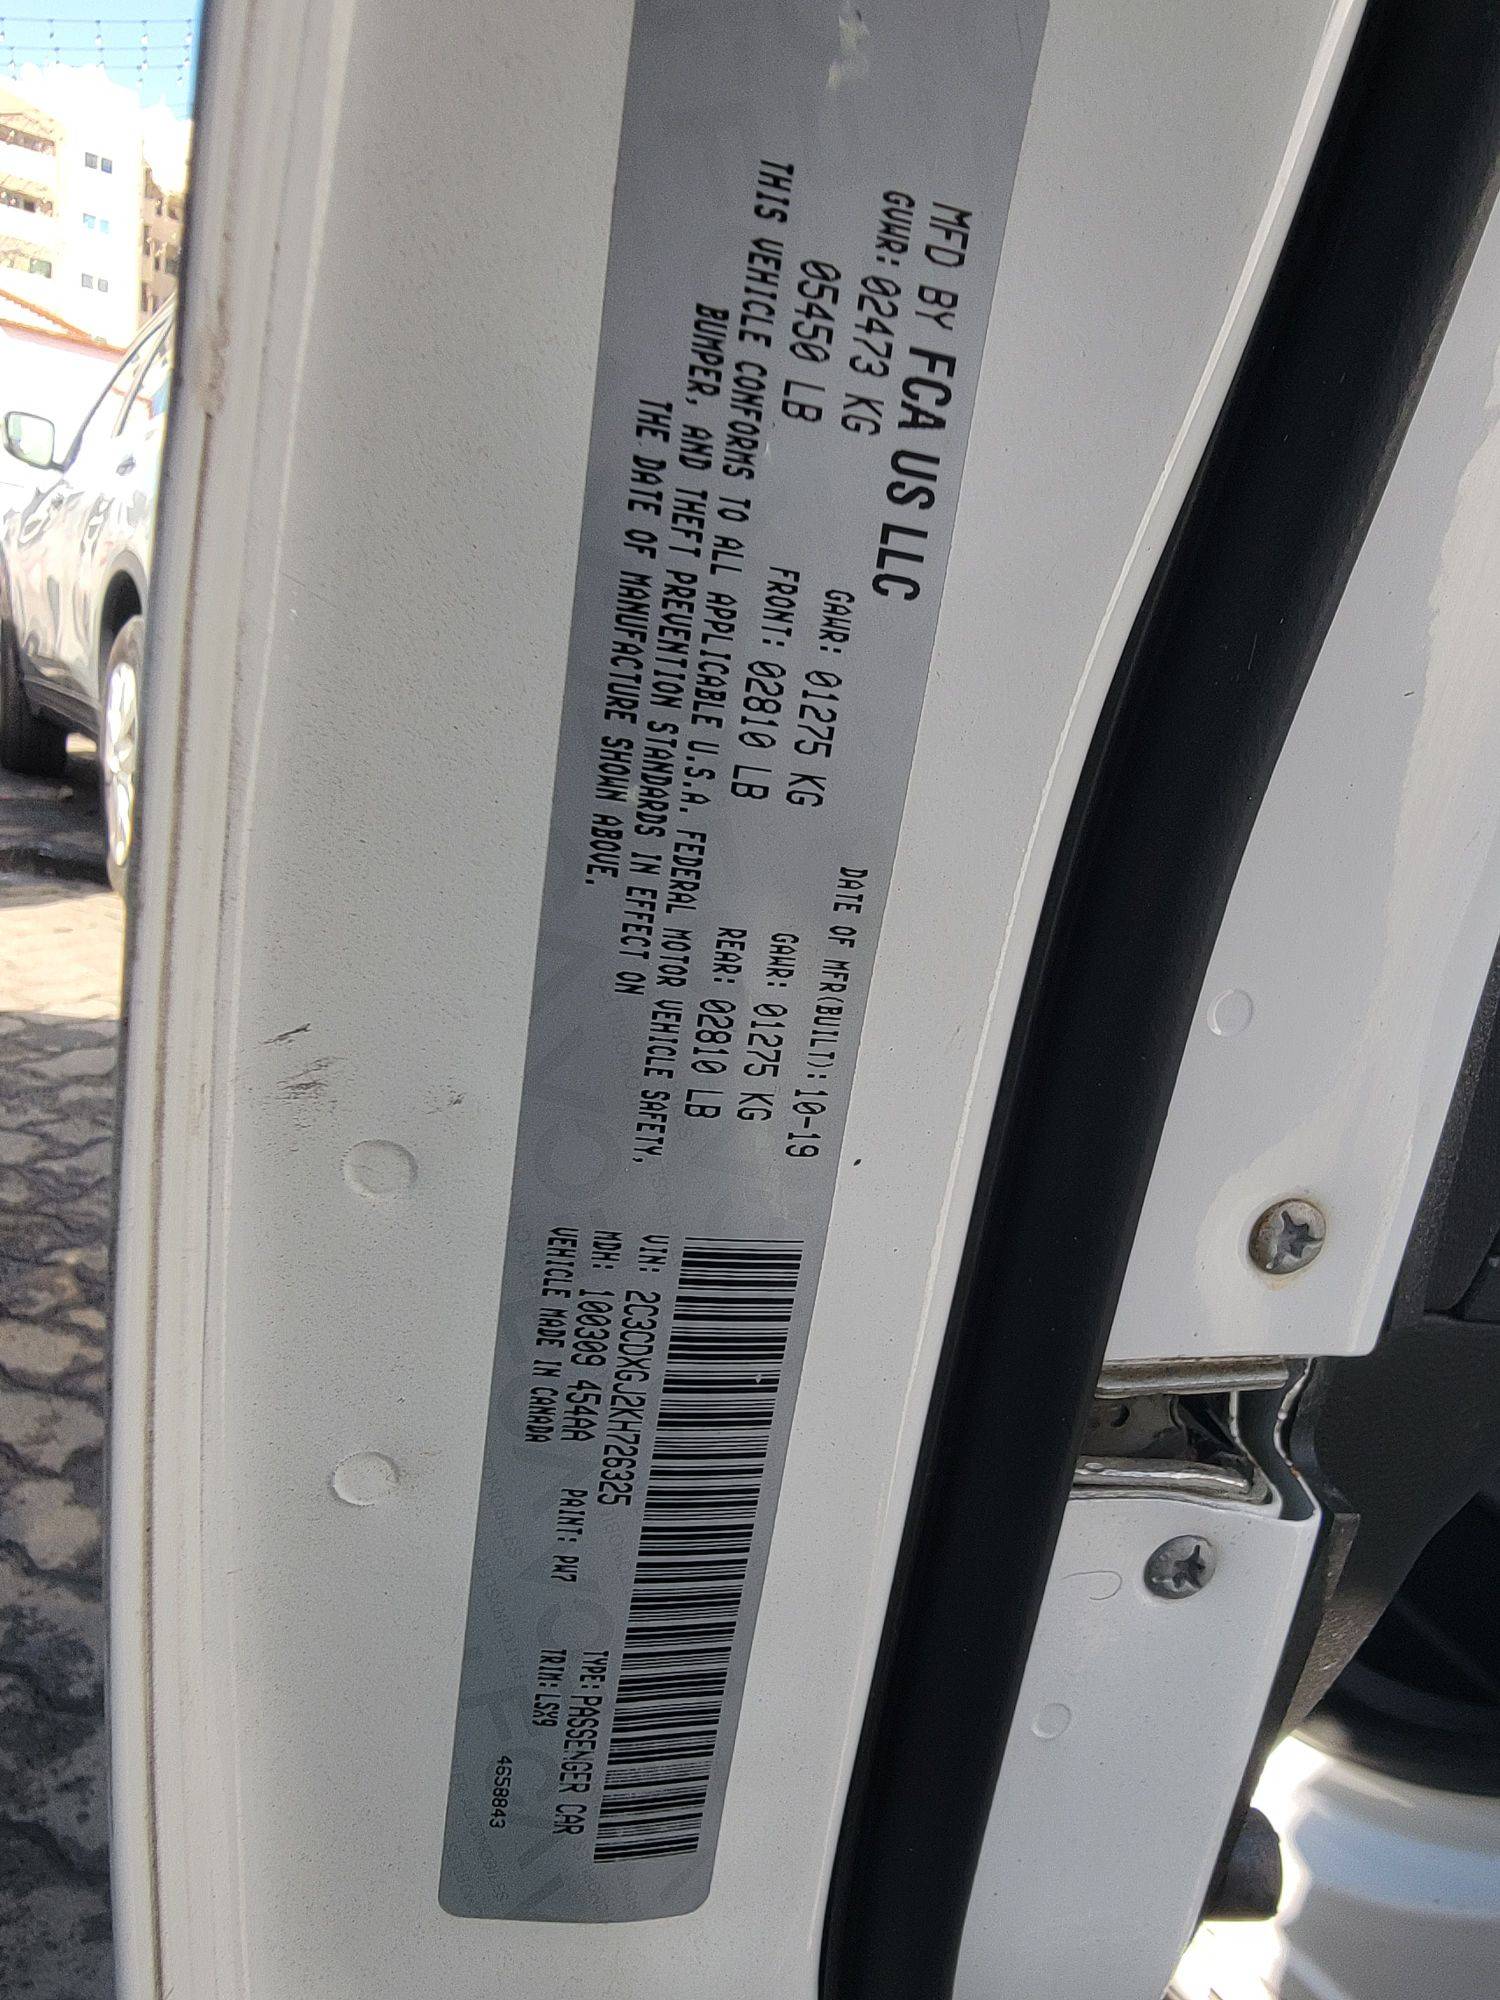 MFD BY FCA US LLC
DATE OF MFR(BUILT): 10-19
GVWR: 02473 KG
GAWR: 01275 KG
GAWR: 01275 KG
05450 LB
FRONT: 02810 LB
REAR: 02810 LB
THIS VEHICLE CONFORMS TO ALL APPLICABLE U.S.A. FEDERAL MOTOR VEHICLE SAFETY,
BUMPER, AND THEFT PREVENTION STANDARDS IN EFFECT ON
THE DATE OF MANUFACTURE SHOWN ABOVE.
VIN: 2C3CDXGJ2KH726325
TYPE: PASSENGER CAR
MDH: 100309 454AA PAINT: PW7 TRIM: LSX9
VEHICLE MADE IN CANADA
4658843